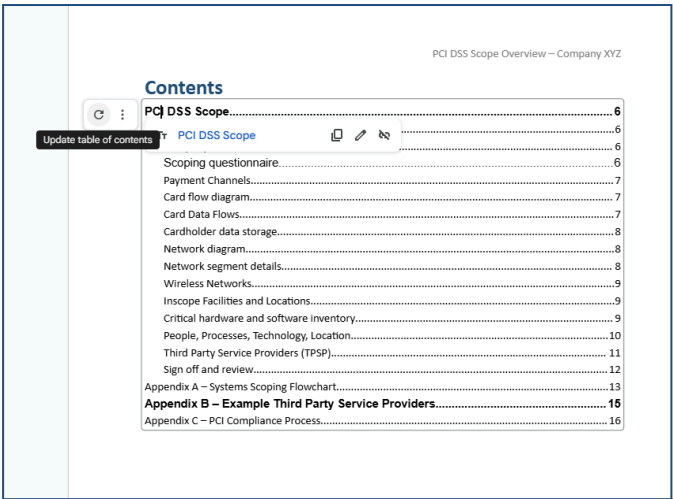 PCI DSS Scope Overview – Company XYZ
Contents
PCI DSS Scope 6
Update table of contents
PCI DSS Scope
6
6
Scoping questionnaire 6
Payment Channels 7
Card flow diagram 7
Card Data Flows 7
Cardholder data storage 8
Network diagram 8
Network segment details 8
Wireless Networks 9
Inscope Facilities and Locations 9
Critical hardware and software inventory 9
People, Processes, Technology, Location 10
Third Party Service Providers (TPSP) 11
Sign off and review 12
Appendix A – Systems Scoping Flowchart 13
Appendix B – Example Third Party Service Providers 15
Appendix C – PCI Compliance Process 16